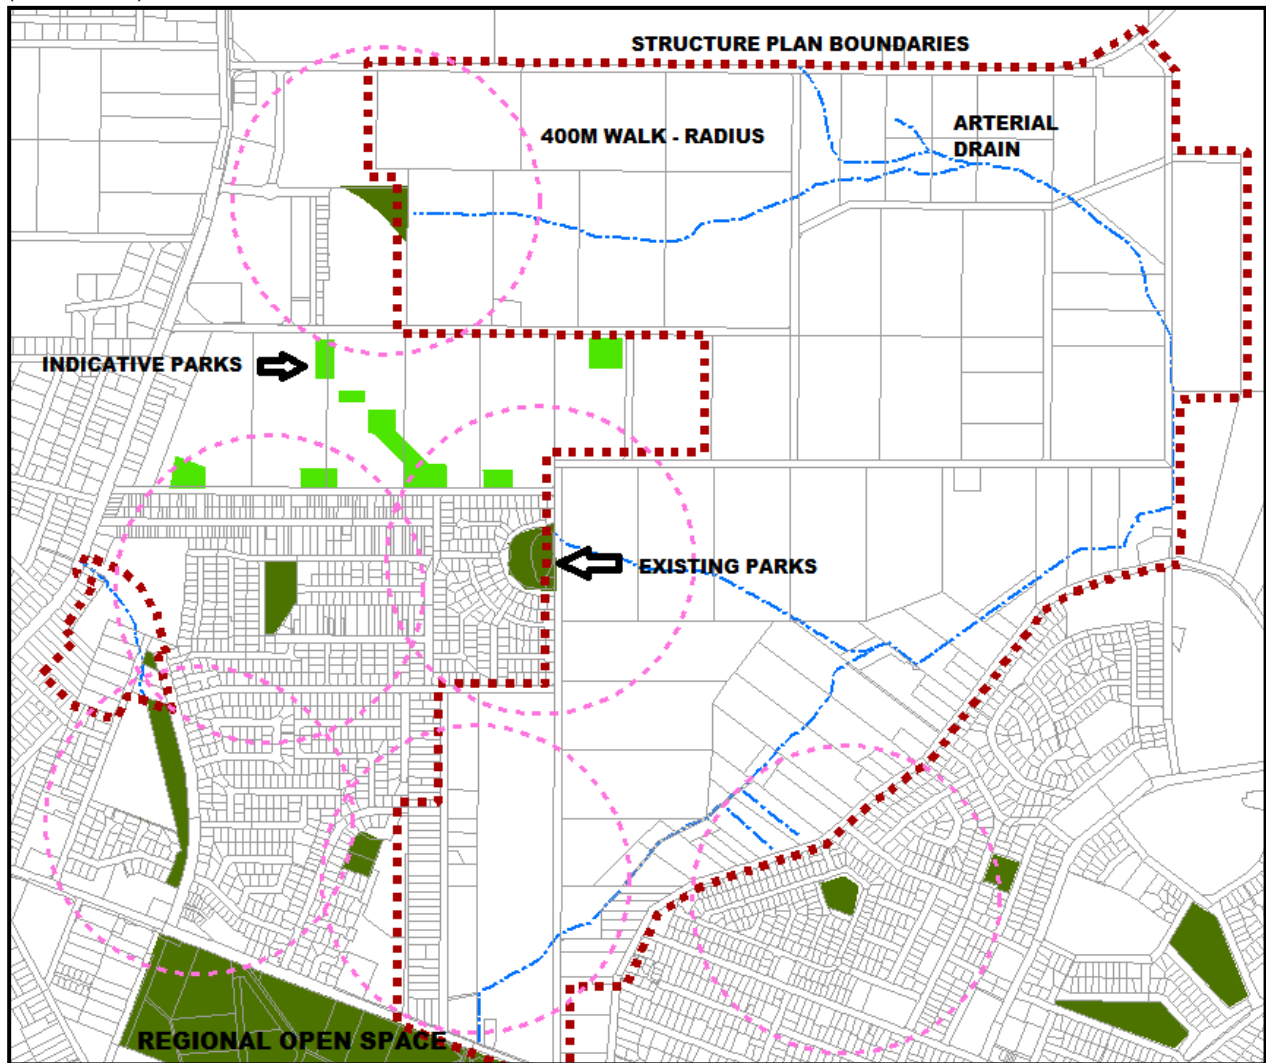 STRUCTURE PLAN BOUNDARIES
400M WALK - RADIUS
ARTERIAL
DRAIN
INDICATIVE PARKS
EXISTING PARKS
REGIONAL OPEN SPACE